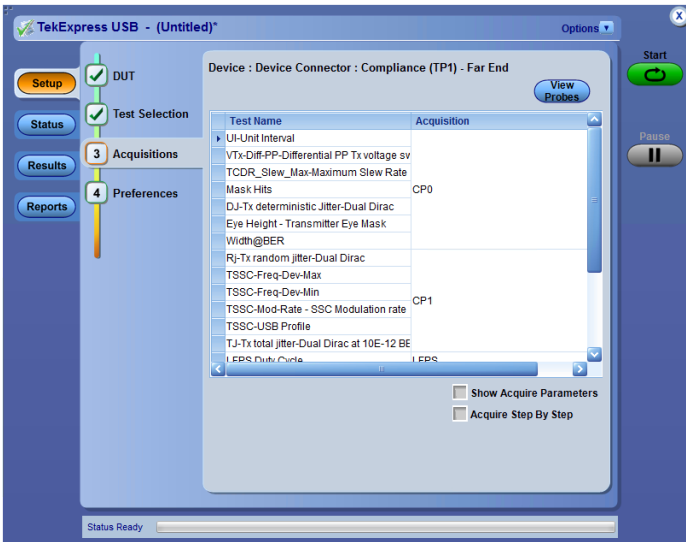 TekExpress USB - (Untitled)*
Options
x
Start
Pause
Setup
Status
Results
Reports
DUT
Test Selection
3 Acquisitions
4 Preferences
Device : Device Connector : Compliance (TP1) - Far End
View
Probes
Test Name Acquisition
UI-Unit Interval
VTx-Diff-PP-Differential PP Tx voltage sv
TCDR_Slew_Max-Maximum Slew Rate
Mask Hits CP0
DJ-Tx deterministic Jitter-Dual Dirac
Eye Height - Transmitter Eye Mask
Width@BER
Rj-Tx random jitter-Dual Dirac
TSSC-Freq-Dev-Max
TSSC-Freq-Dev-Min
TSSC-Mod-Rate - SSC Modulation rate CP1
TSSC-USB Profile
TJ-Tx total jitter-Dual Dirac at 10E-12 BE
LFPS Duty Cycle LFPS
Show Acquire Parameters
Acquire Step By Step
Status Ready